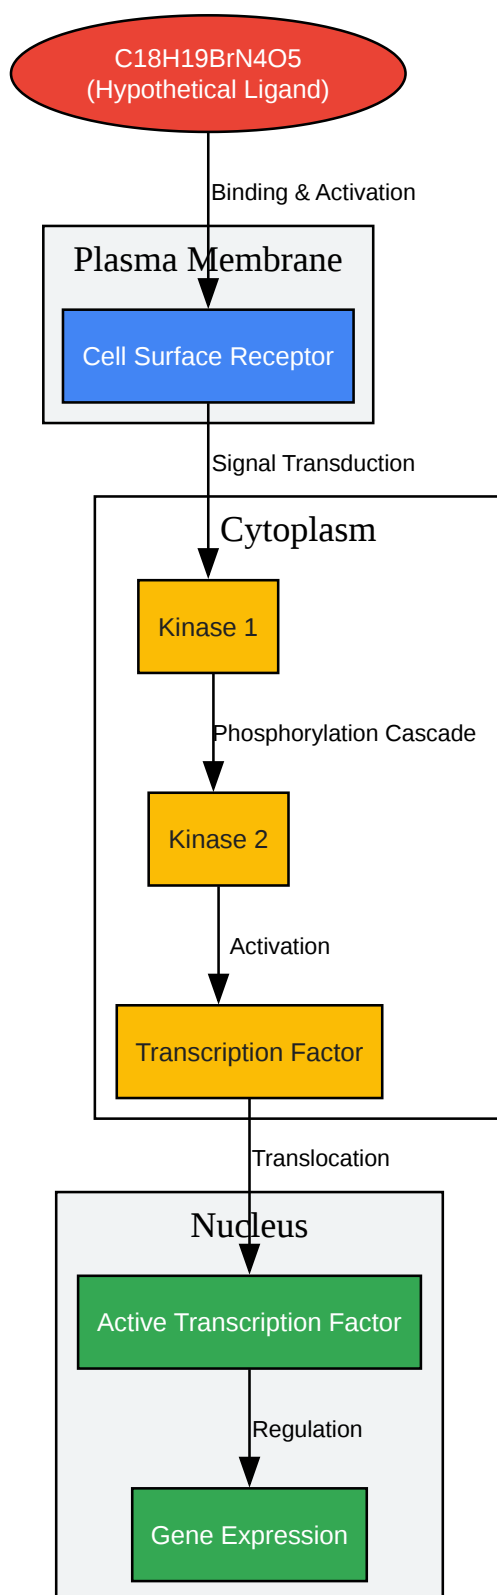 C18H19BrN4O5
(Hypothetical Ligand)
Binding & Activation
Plasma Membrane
Cell Surface Receptor
Signal Transduction
Cytoplasm
Kinase 1
Phosphorylation Cascade
Kinase 2
Activation
Transcription Factor
Translocation
Nucleus
Active Transcription Factor
Regulation
Gene Expression